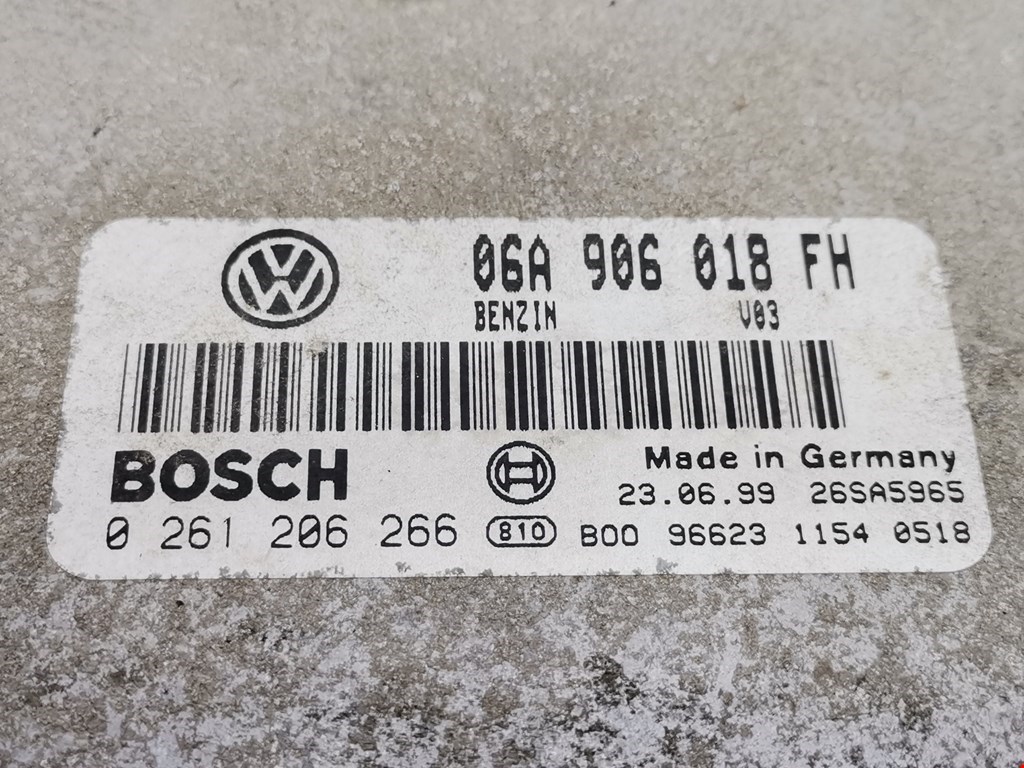 06A 906 018 FH
BENZIN V03
BOSCH
Made in Germany
23.06.99 26SA5965
0 261 206 266 810 B00 96623 1154 0518